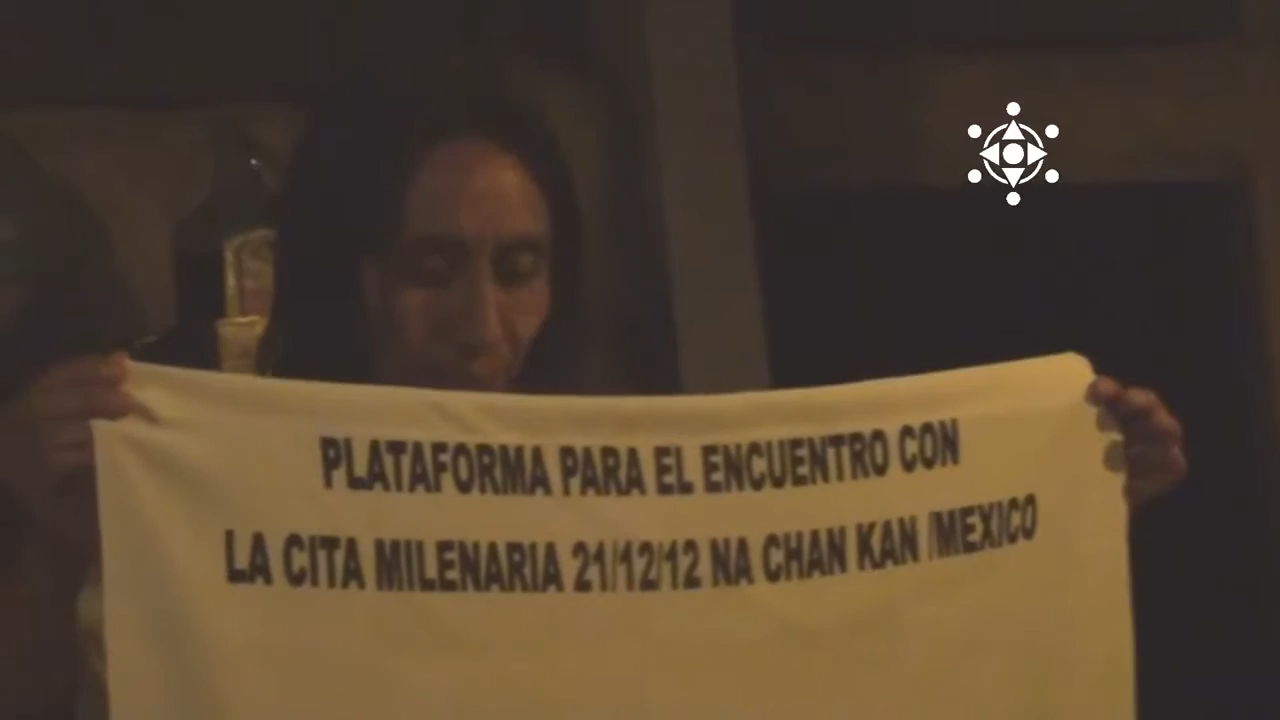 PLATAFORMA PARA EL ENCUENTRO CON
LA CITA MILENARIA 21/12/12 NA CHAN KAN /MEXICO